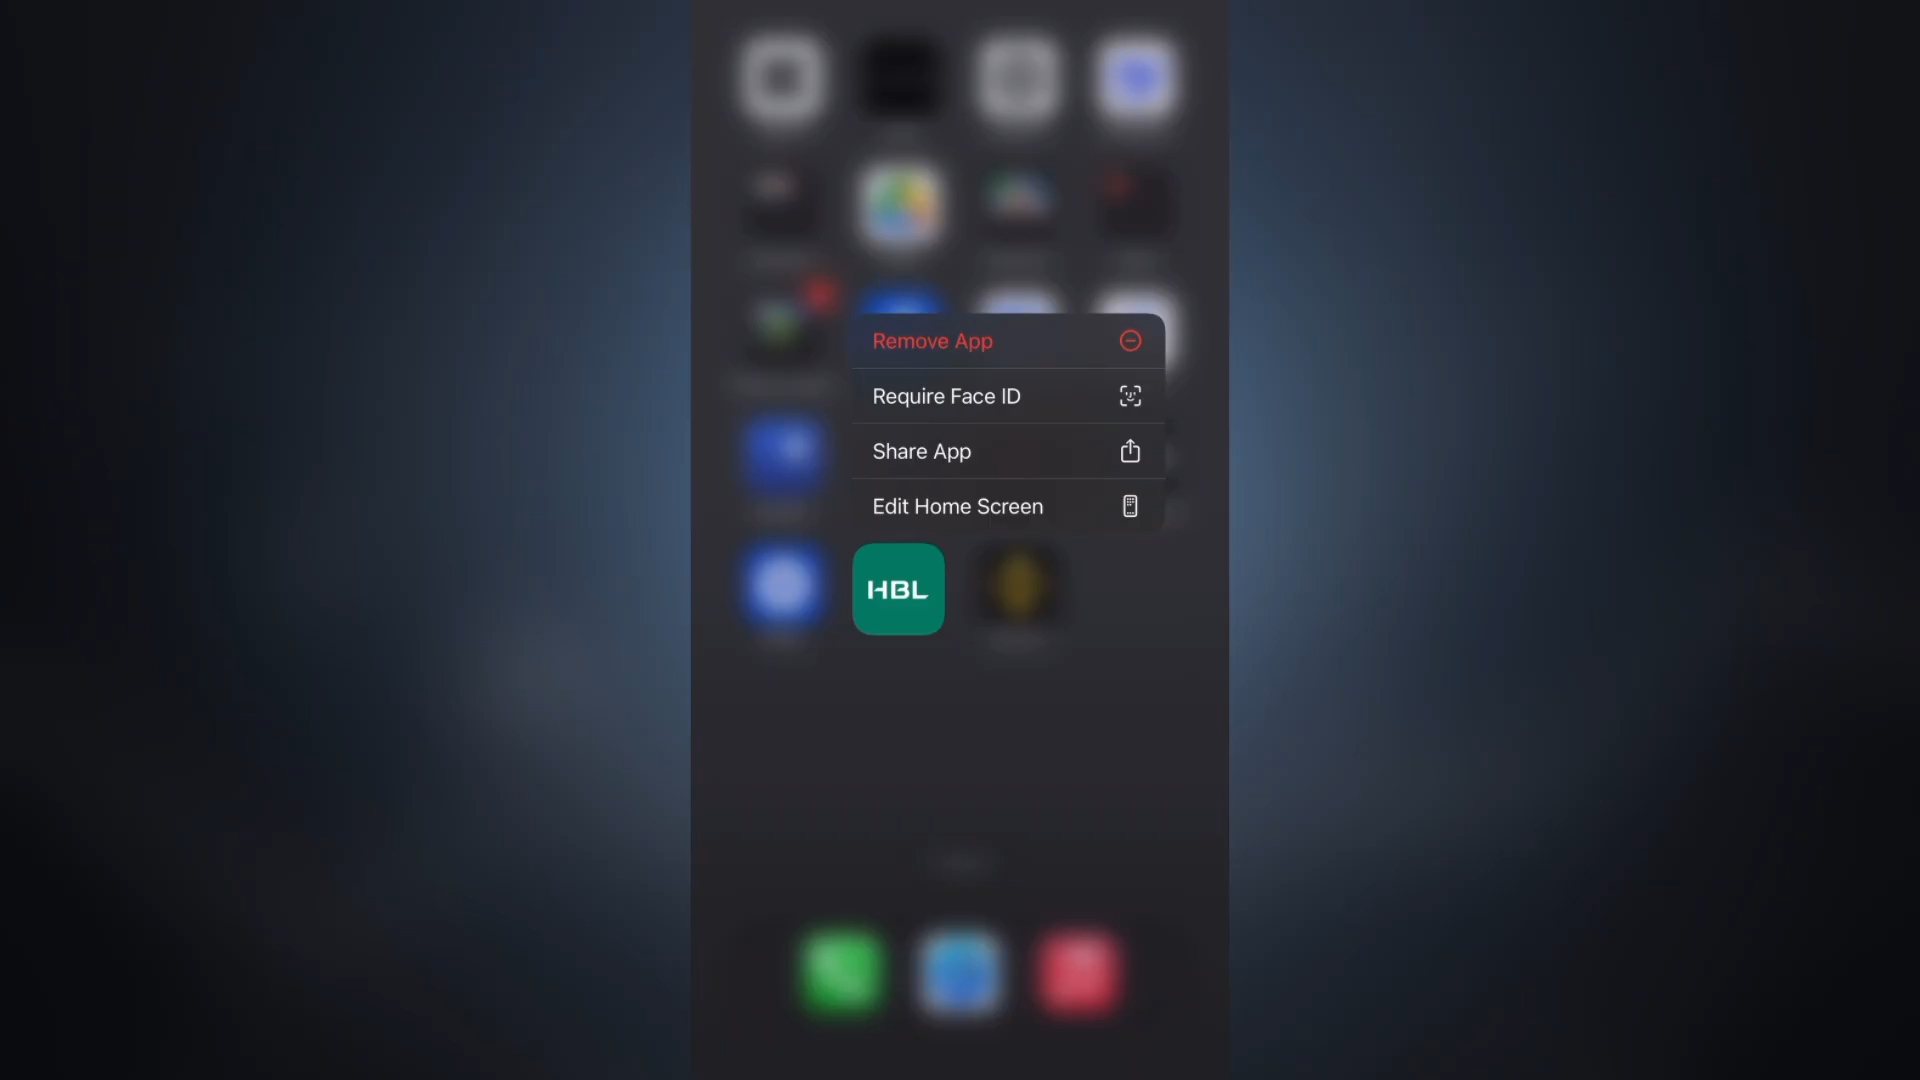 Remove App
Require Face ID
Share App
Edit Home Screen
HBL